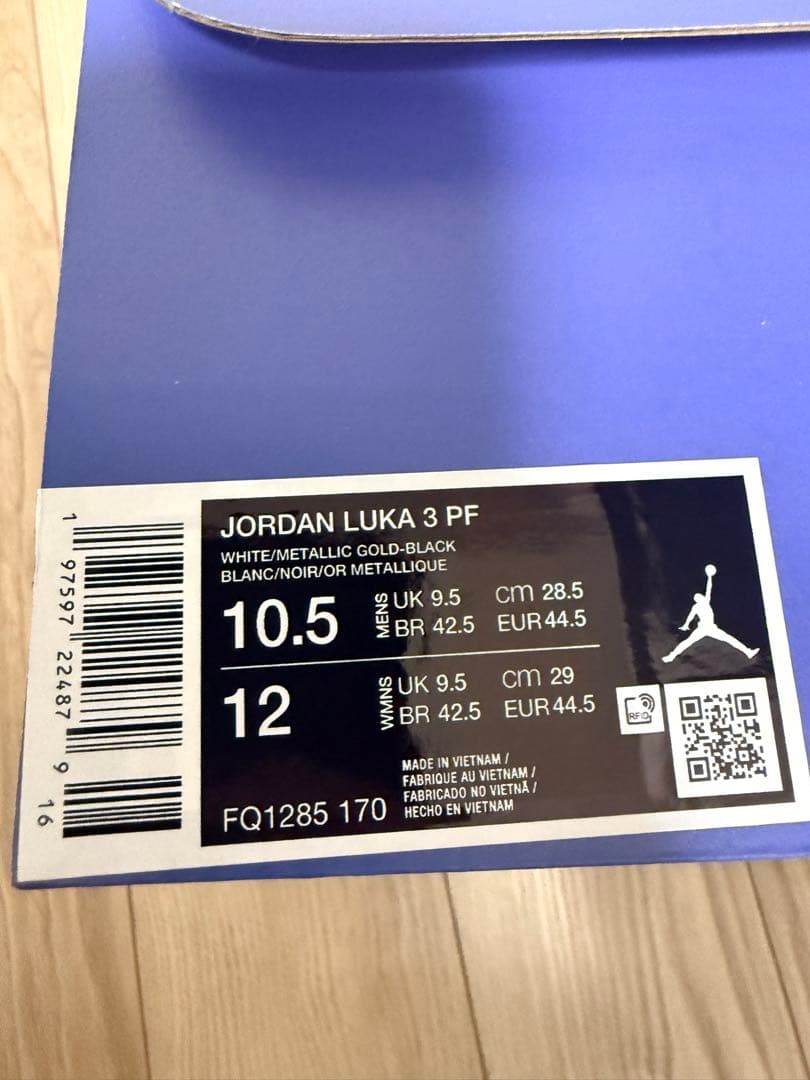 JORDAN LUKA 3 PF
WHITE/METALLIC GOLD-BLACK
BLANC/NOIR/OR METALLIQUE
10.5 MENS UK 9.5 cm 28.5
BR 42.5 EUR 44.5
12 WMNS UK 9.5 cm 29
BR 42.5 EUR 44.5
RFID
MADE IN VIETNAM /
FABRIQUE AU VIETNAM /
FABRICADO NO VIETNÃ /
HECHO EN VIETNAM
FQ1285 170
1 97597 22487 9 16